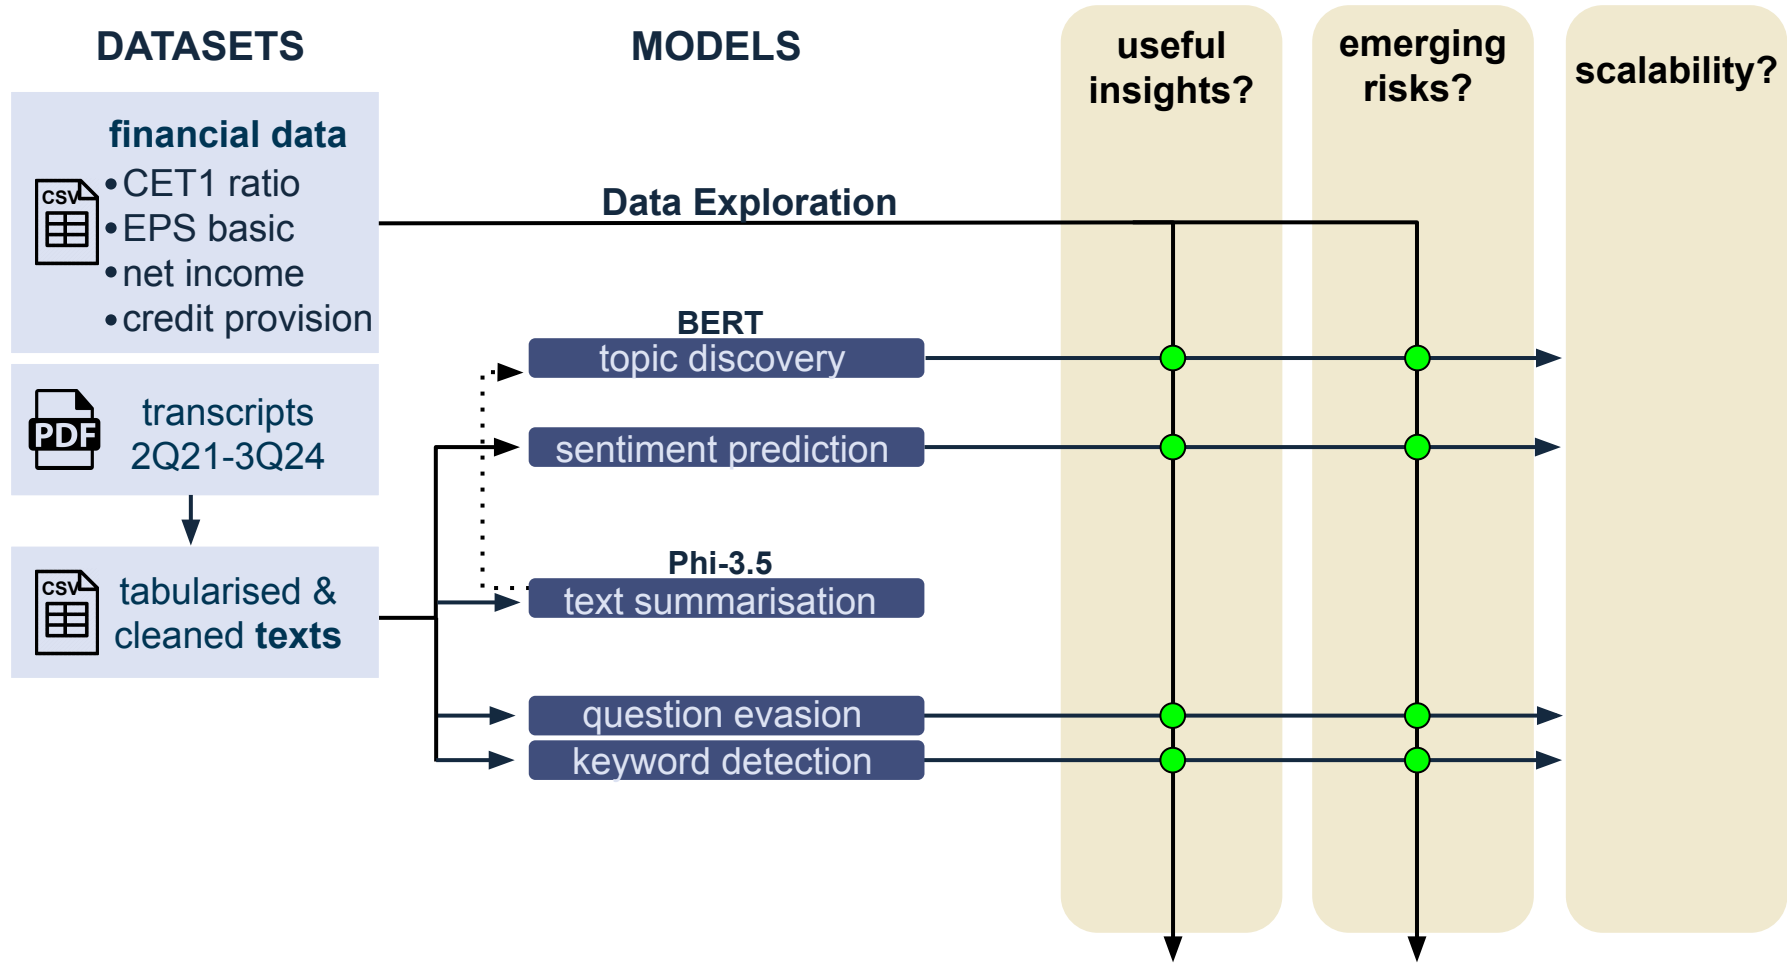 DATASETS
MODELS
useful
insights?
emerging
risks?
scalability?
financial data
CSV
•CET1 ratio
•EPS basic
•net income
•credit provision
Data Exploration
PDF
transcripts
2Q21-3Q24
CSV
tabularised &
cleaned texts
BERT
topic discovery
sentiment prediction
Phi-3.5
text summarisation
question evasion
keyword detection